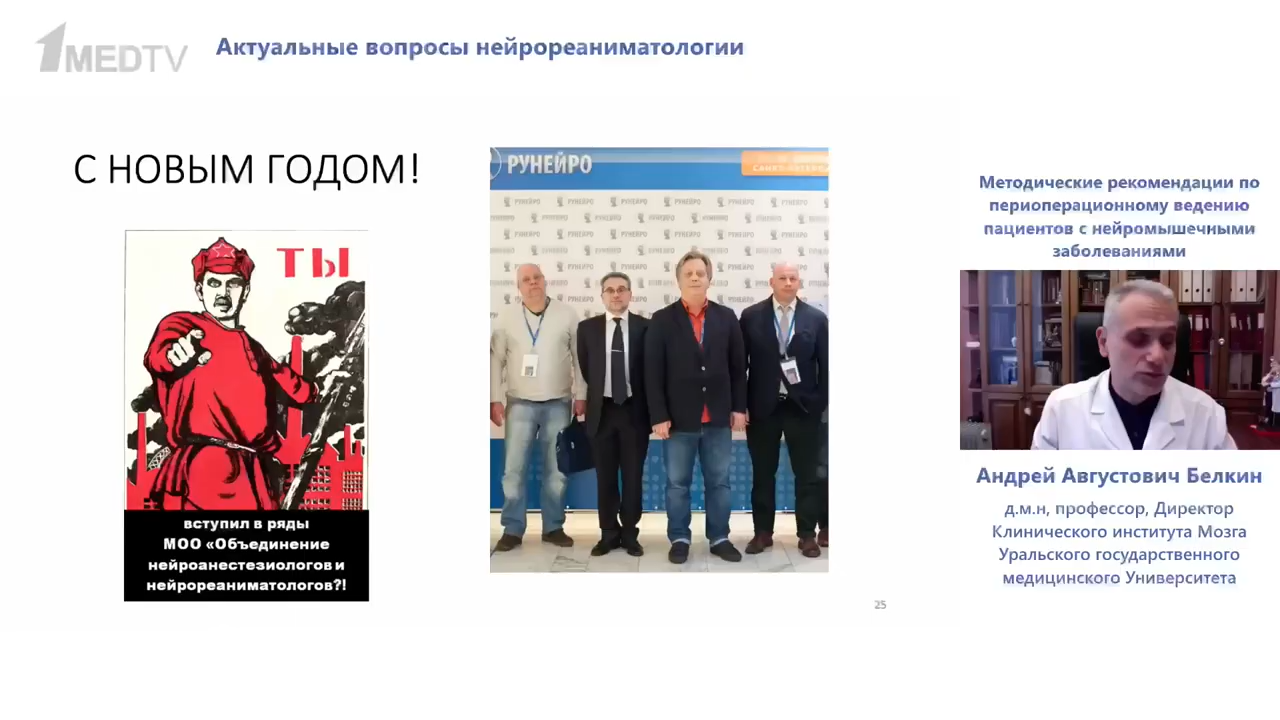 1MEDTV
Актуальные вопросы нейрореаниматологии
С НОВЫМ ГОДОМ!
ТЫ
вступил в ряды
МОО «Объединение
нейроанестезиологов и
нейрореаниматологов?!
РУНЕЙРО
25
Методические рекомендации по
периоперационному ведению
пациентов с нейромышечными
заболеваниями
Андрей Августович Белкин
д.м.н, профессор, Директор
Клинического института Мозга
Уральского государственного
медицинского Университета